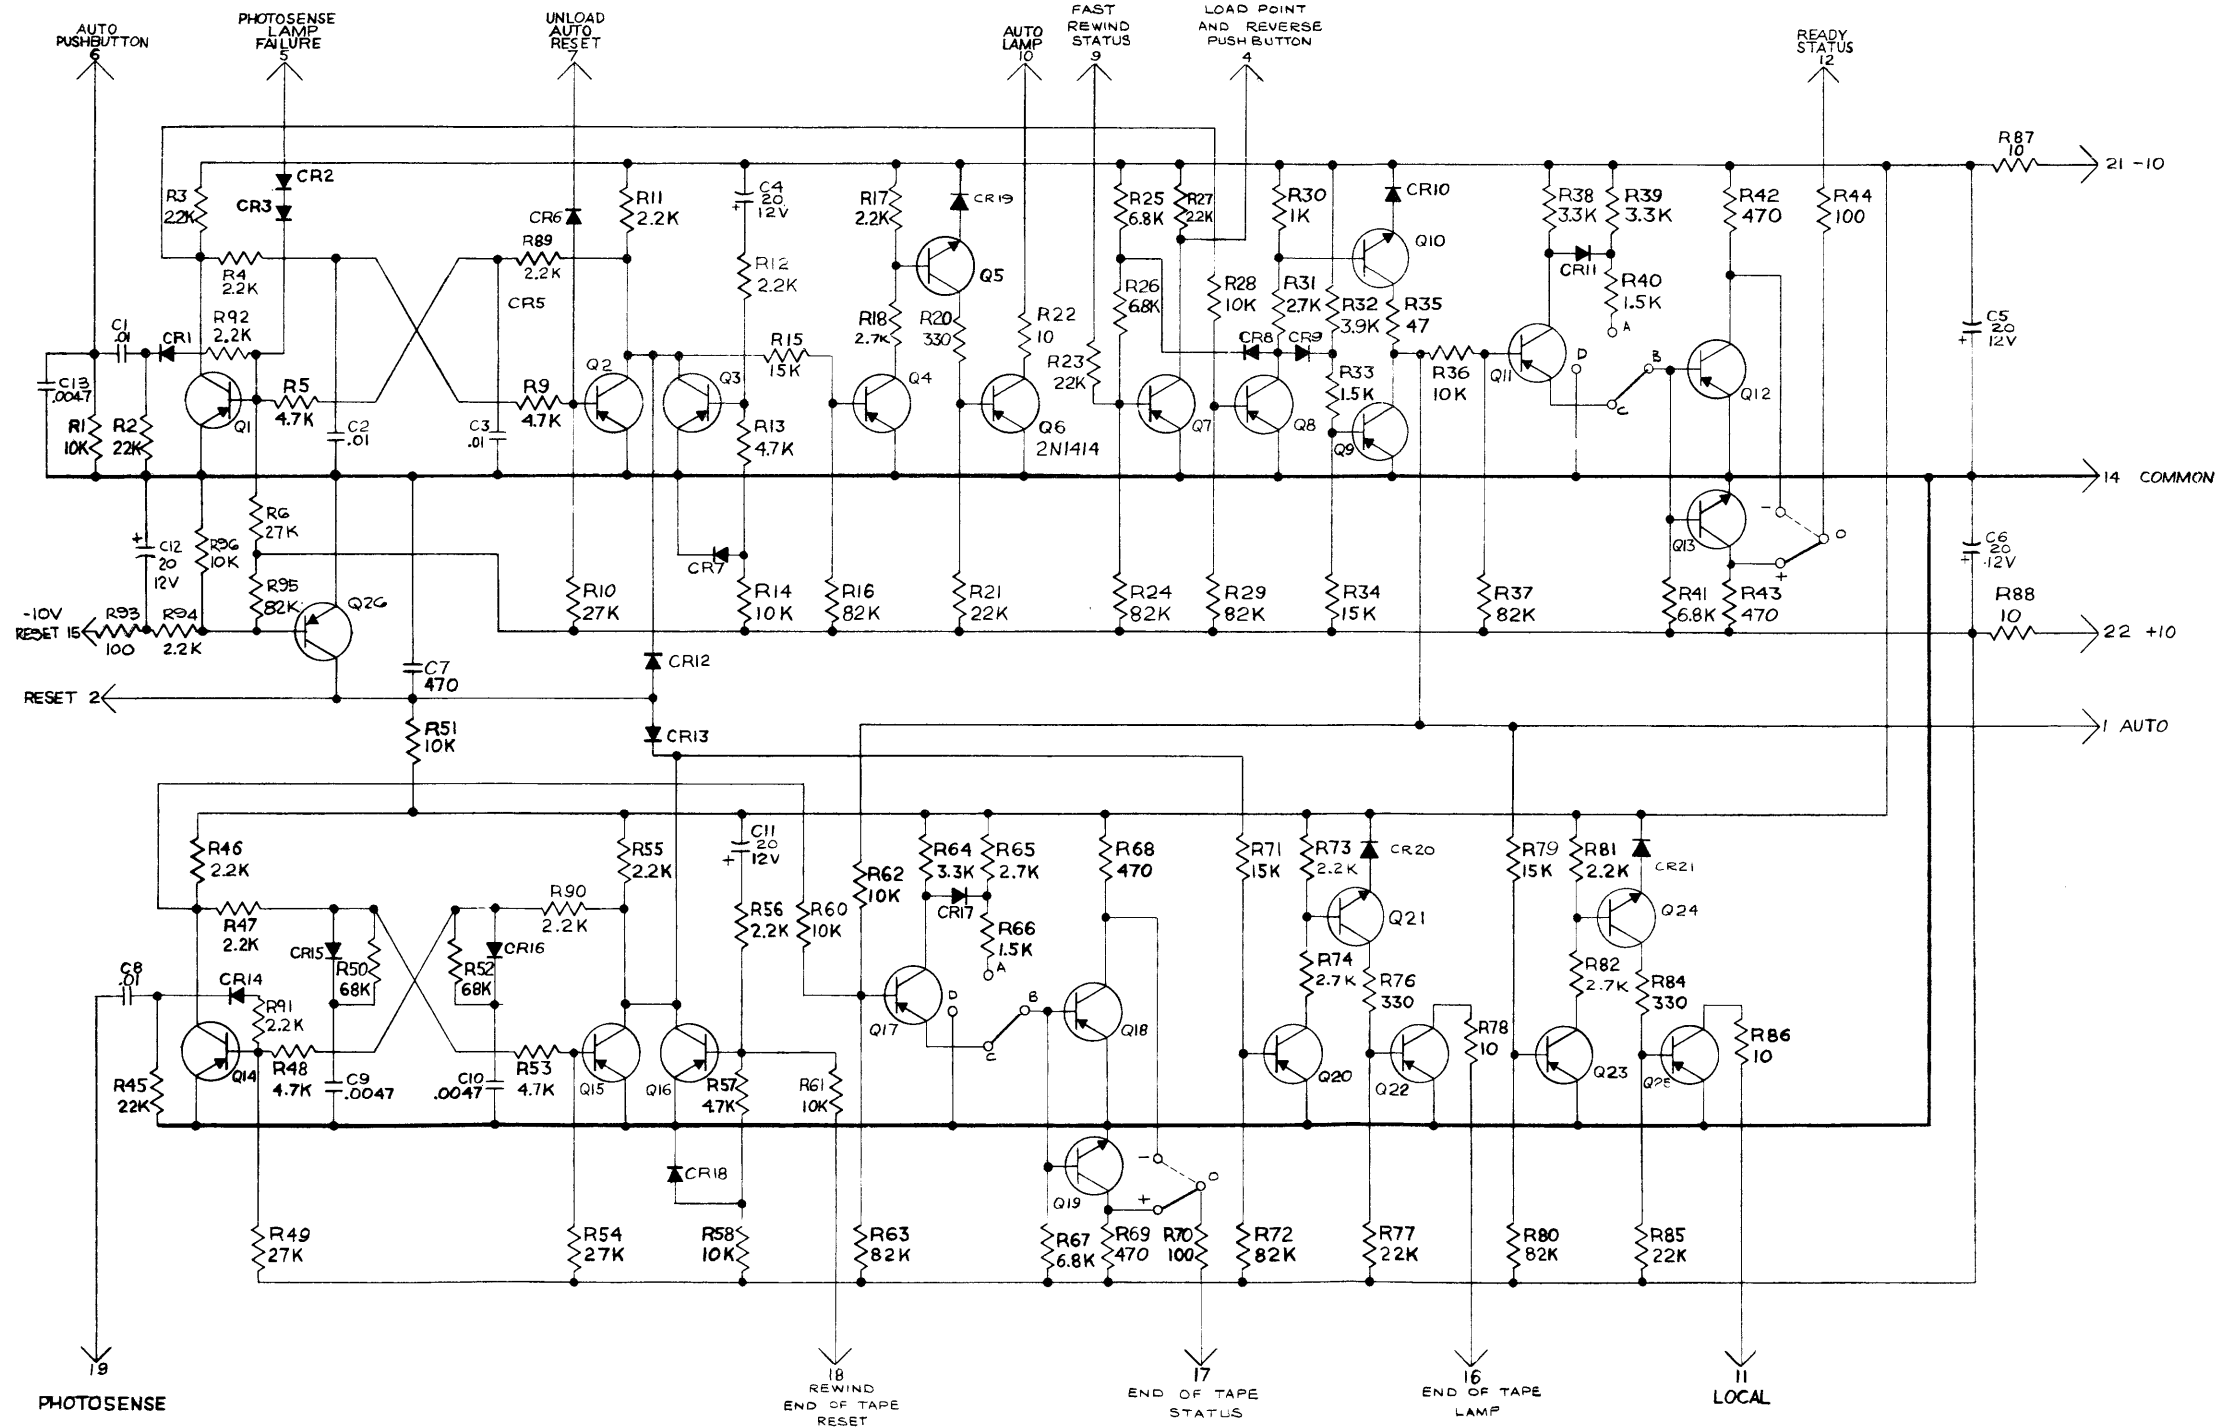 AUTO
PUSHBUTTON
6
PHOTOSENSE
LAMP
FAILURE
5
UNLOAD
AUTO
RESET
7
AUTO
LAMP
10
FAST
REWIND
STATUS
9
LOAD POINT
AND REVERSE
PUSHBUTTON
4
READY
STATUS
12
R87
10
21 -10
R3
2.2K
CR2
CR3
CR6
R11
2.2K
C4
20
12V
+
R17
2.2K
CR19
R25
6.8K
R27
2.2K
R30
1K
CR10
R38
3.3K
R39
3.3K
R42
470
R44
100
R4
2.2K
R89
2.2K
CR5
R12
2.2K
Q5
Q10
CR11
R40
1.5K
A
C1
.01
CR1
R92
2.2K
R15
15K
R18
2.7K
R20
330
R22
10
R26
6.8K
R28
10K
R31
2.7K
R32
3.9K
R35
47
C5
20
12V
+
C13
.0047
R1
10K
R2
22K
Q1
R5
4.7K
C2
.01
C3
.01
R9
4.7K
Q2
Q3
R13
4.7K
Q4
Q6
2N1414
R23
22K
Q7
CR8
CR9
Q8
R33
1.5K
Q9
R36
10K
Q11
D
C
B
Q12
14 COMMON
+
C12
20
12V
R96
10K
R6
27K
R95
82K
Q26
CR7
R10
27K
R14
10K
R16
82K
R21
22K
R24
82K
R29
82K
R34
15K
R37
82K
Q13
-
+
O
R41
6.8K
R43
470
C6
20
12V
+
R88
10
22 +10
-10V
RESET 15
R93
100
R94
2.2K
C7
470
CR12
RESET 2
R51
10K
CR13
1 AUTO
R46
2.2K
R55
2.2K
C11
20
12V
+
R62
10K
R64
3.3K
R65
2.7K
R68
470
R71
15K
R73
2.2K
CR20
R79
15K
R81
2.2K
CR21
R47
2.2K
CR15
R50
68K
R52
68K
CR16
R90
2.2K
R56
2.2K
R60
10K
CR17
R66
1.5K
A
Q21
Q24
C8
.01
CR14
R91
2.2K
R74
2.7K
R76
330
R82
2.7K
R84
330
Q17
D
C
B
Q18
R78
10
R86
10
R45
22K
Q14
R48
4.7K
C9
.0047
C10
.0047
R53
4.7K
Q15
Q16
R57
4.7K
R61
10K
Q20
Q22
Q23
Q25
CR18
Q19
-
+
O
R49
27K
R54
27K
R58
10K
R63
82K
R67
6.8K
R69
470
R70
100
R72
82K
R77
22K
R80
82K
R85
22K
19
PHOTOSENSE
18
REWIND
END OF TAPE
RESET
17
END OF TAPE
STATUS
16
END OF TAPE
LAMP
11
LOCAL